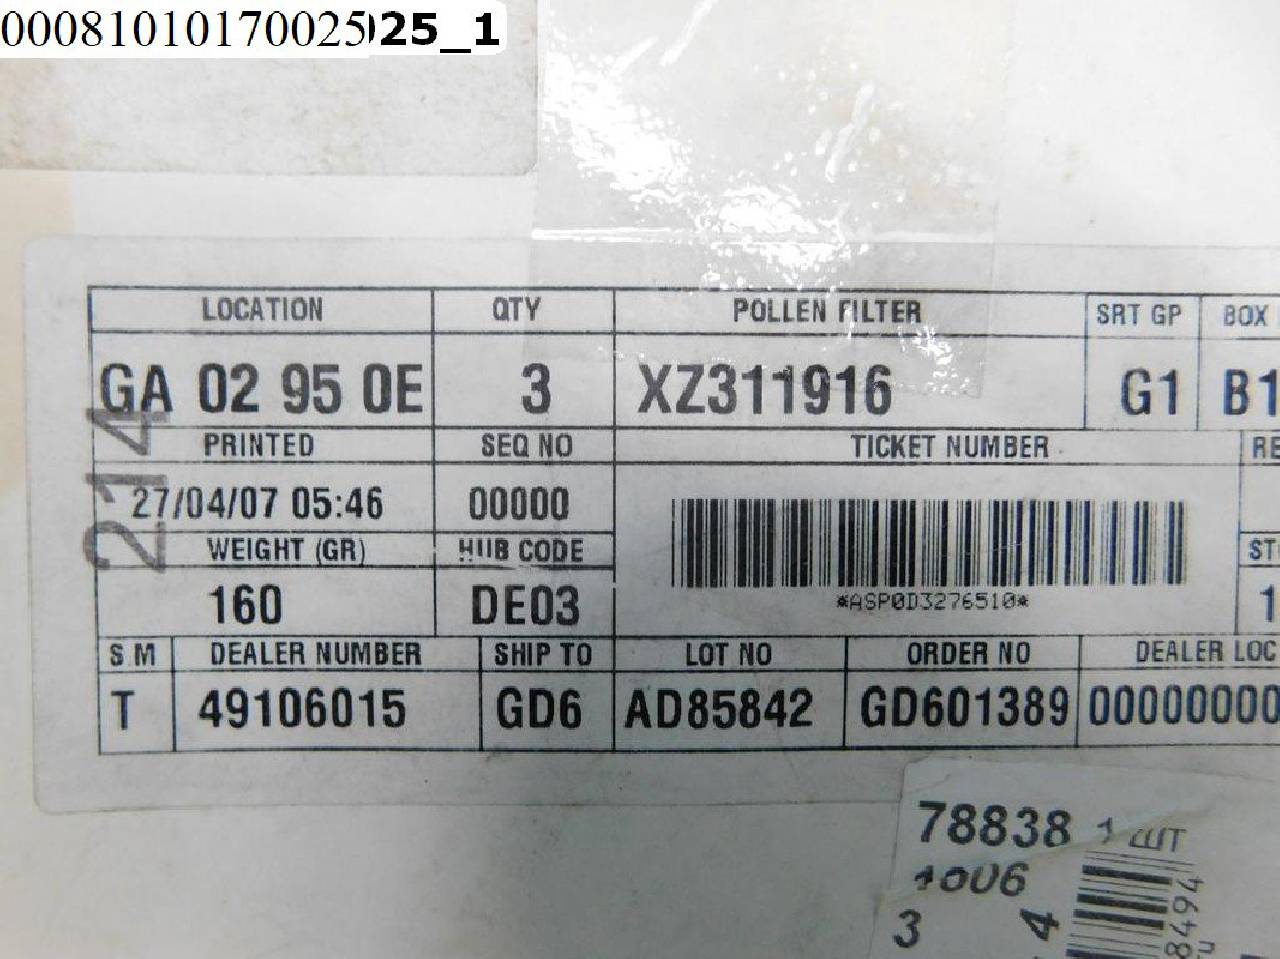 00081010170025025_1
LOCATION QTY POLLEN FILTER SRT GP BOX
GA 02 95 0E 3 XZ311916 G1 B1
PRINTED SEQ NO TICKET NUMBER
27/04/07 05:46 00000
WEIGHT (GR) HUB CODE
160 DE03 *ASP0D3276510*
S M DEALER NUMBER SHIP TO LOT NO ORDER NO DEALER LOC
T 49106015 GD6 AD85842 GD601389 00000000
214
78838 1 ШТ
1006
3 4
8494